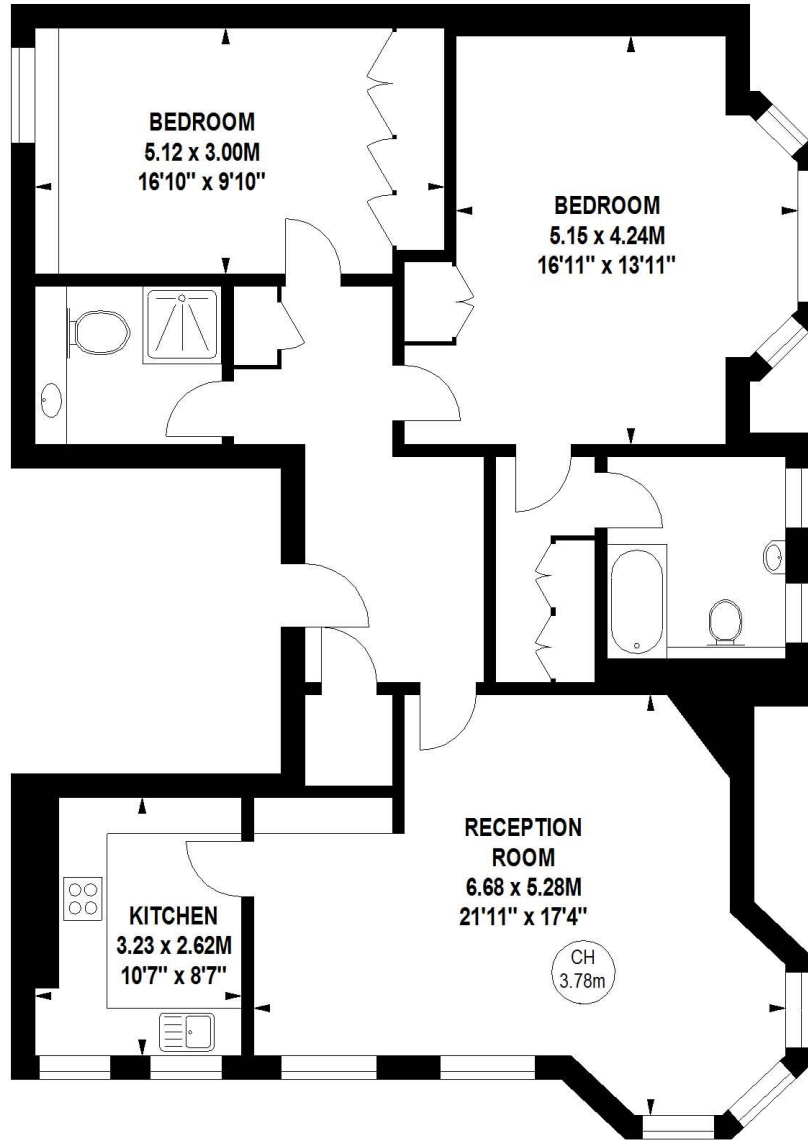 BEDROOM
5.12 x 3.00M
16'10" x 9'10"
BEDROOM
5.15 x 4.24M
16'11" x 13'11"
RECEPTION
ROOM
6.68 x 5.28M
21'11" x 17'4"
CH
3.78m
KITCHEN
3.23 x 2.62M
10'7" x 8'7"